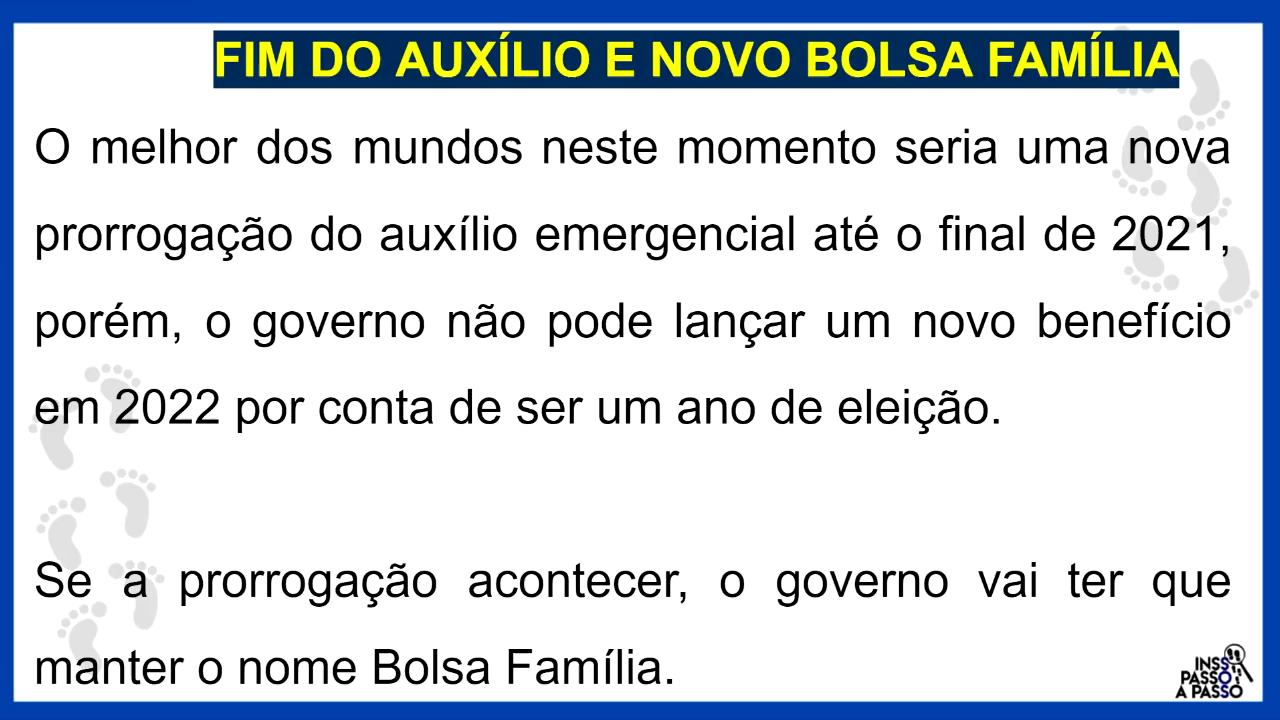 FIM DO AUXÍLIO E NOVO BOLSA FAMÍLIA
O melhor dos mundos neste momento seria uma nova
prorrogação do auxílio emergencial até o final de 2021,
porém, o governo não pode lançar um novo benefício
em 2022 por conta de ser um ano de eleição.
Se a prorrogação acontecer, o governo vai ter que
manter o nome Bolsa Família.
INSS
PASSO
A PASSO